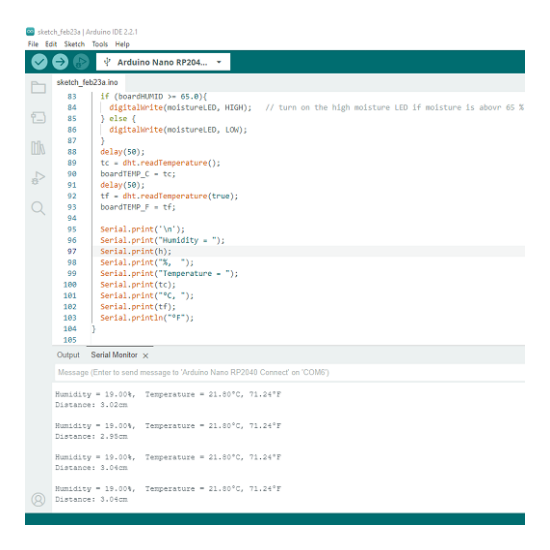 sketch_feb23a | Arduino IDE 2.2.1
File Edit Sketch Tools Help
Arduino Nano RP204...
sketch_feb23a.ino
83 if (boardHUMID >= 65.0){
84 digitalWrite(moistureLED, HIGH); // turn on the high moisture LED if moisture is abovr 65 %
85 } else {
86 digitalWrite(moistureLED, LOW);
87 }
88 delay(50);
89 tc = dht.readTemperature();
90 boardTEMP_C = tc;
91 delay(50);
92 tf = dht.readTemperature(true);
93 boardTEMP_F = tf;
94
95 Serial.print('\n');
96 Serial.print("Humidity = ");
97 Serial.print(h);
98 Serial.print("%,  ");
99 Serial.print("Temperature = ");
100 Serial.print(tc);
101 Serial.print("°C, ");
102 Serial.print(tf);
103 Serial.println("°F");
104 }
105
Output Serial Monitor ×
Message (Enter to send message to 'Arduino Nano RP2040 Connect' on 'COM6')
Humidity = 19.00%,  Temperature = 21.80°C, 71.24°F
Distance: 3.02cm
Humidity = 19.00%,  Temperature = 21.80°C, 71.24°F
Distance: 2.95cm
Humidity = 19.00%,  Temperature = 21.80°C, 71.24°F
Distance: 3.04cm
Humidity = 19.00%,  Temperature = 21.80°C, 71.24°F
Distance: 3.04cm